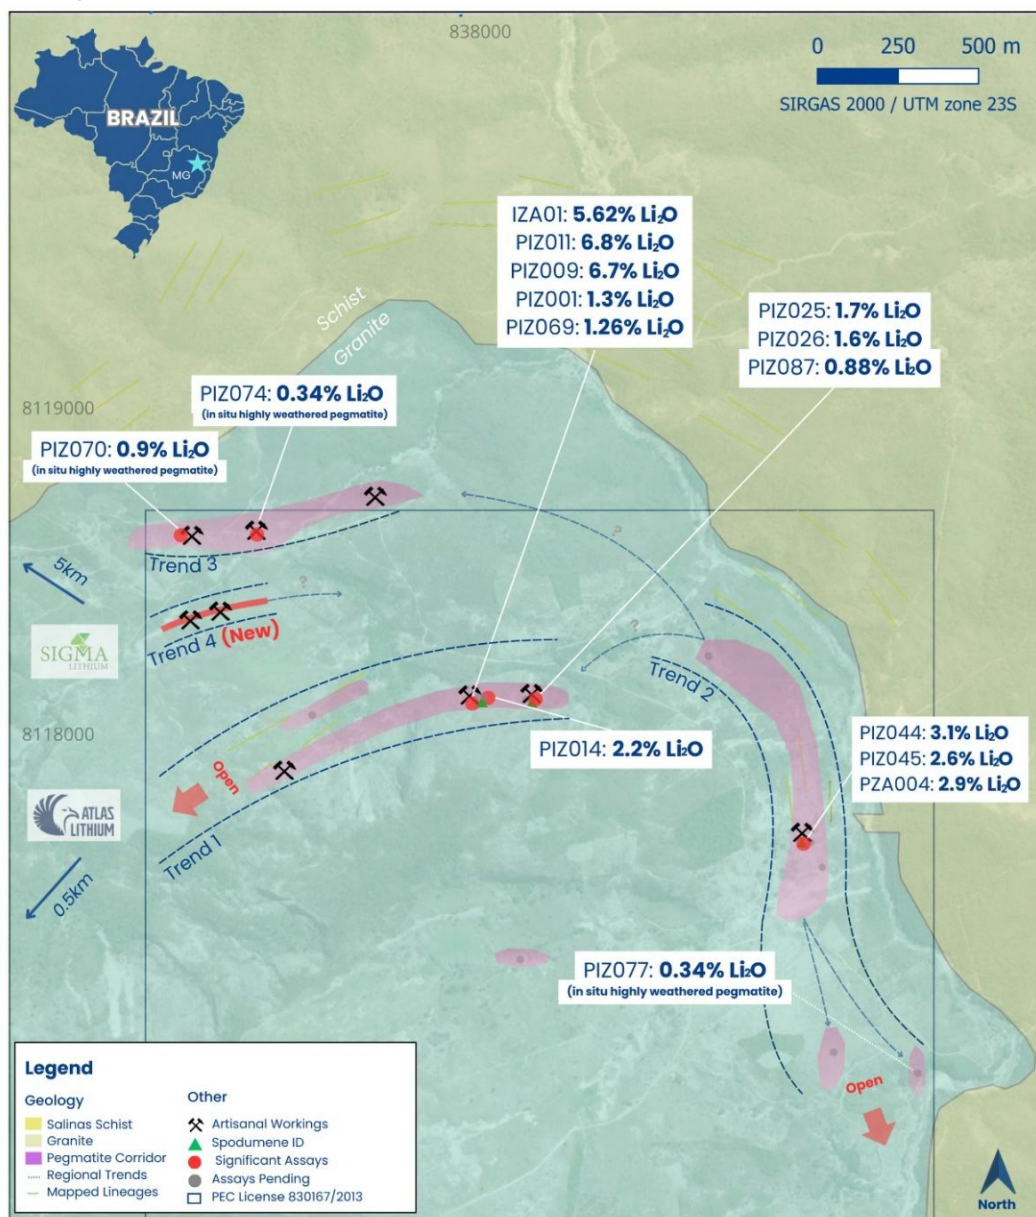 838000
0 250 500 m
SIRGAS 2000 / UTM zone 23S
BRAZIL
MG
IZA01: 5.62% Li₂O
PIZ011: 6.8% Li₂O
PIZ009: 6.7% Li₂O
PIZ001: 1.3% Li₂O
PIZ069: 1.26% Li₂O
PIZ025: 1.7% Li₂O
PIZ026: 1.6% Li₂O
PIZ087: 0.88% Li₂O
Schist
Granite
PIZ074: 0.34% Li₂O
(in situ highly weathered pegmatite)
8119000
PIZ070: 0.9% Li₂O
(in situ highly weathered pegmatite)
Trend 3
?
5km
?
SIGMA
LITHIUM
Trend 4 (New)
?
Trend 2
8118000
PIZ014: 2.2% Li₂O
PIZ044: 3.1% Li₂O
PIZ045: 2.6% Li₂O
PZA004: 2.9% Li₂O
Open
ATLAS
LITHIUM
Trend 1
0.5km
PIZ077: 0.34% Li₂O
(in situ highly weathered pegmatite)
Open
Legend
Geology
Salinas Schist
Granite
Pegmatite Corridor
Regional Trends
Mapped Lineages
Other
Artisanal Workings
Spodumene ID
Significant Assays
Assays Pending
PEC License 830167/2013
North